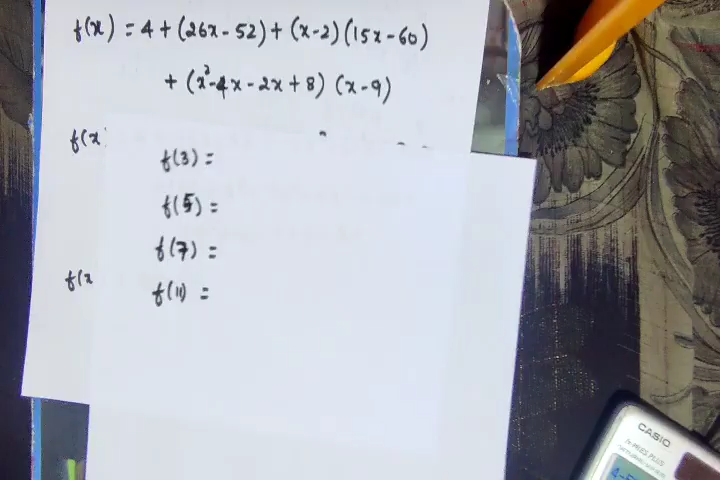 f(x) = 4 + (26x - 52) + (x-2) (15x - 60)
+ (x² - 4x - 2x + 8) (x - 9)
f(x)
f(3) =
f(5) =
f(7) =
f(x
f(11) =
CASIO